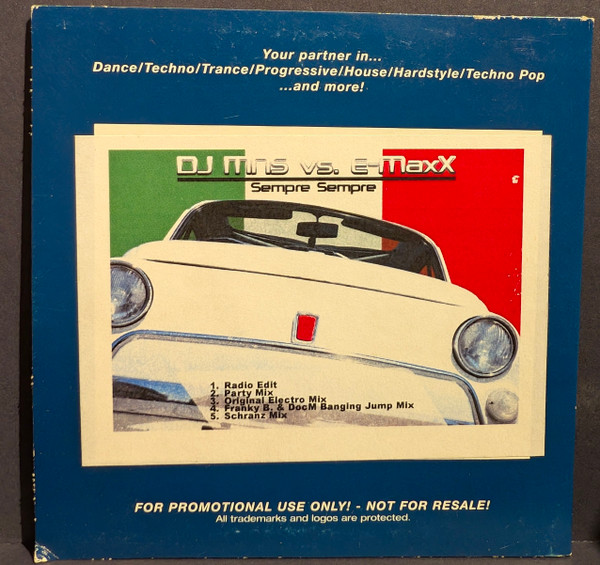 Your partner in...
Dance/Techno/Trance/Progressive/House/Hardstyle/Techno Pop
...and more!
DJ MNS vs. E-MaxX
Sempre Sempre
1. Radio Edit
2. Party Mix
3. Original Electro Mix
4. Franky B. & DocM Banging Jump Mix
5. Schranz Mix
FOR PROMOTIONAL USE ONLY! - NOT FOR RESALE!
All trademarks and logos are protected.